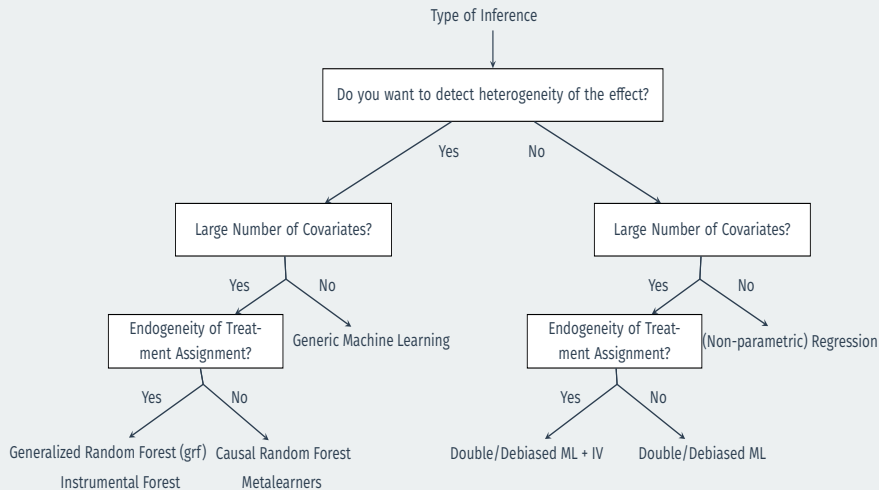 Type of Inference
Do you want to detect heterogeneity of the effect?
Yes
No
Large Number of Covariates?
Large Number of Covariates?
Yes
No
Yes
No
Endogeneity of Treat-
ment Assignment?
Generic Machine Learning
Endogeneity of Treat-
ment Assignment?
(Non-parametric) Regression
Yes
No
Yes
No
Generalized Random Forest (grf)
Instrumental Forest
Causal Random Forest
Metalearners
Double/Debiased ML + IV
Double/Debiased ML